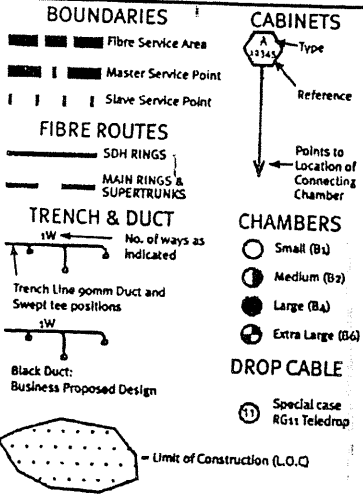 BOUNDARIES
Fibre Service Area
Master Service Point
Slave Service Point
FIBRE ROUTES
SDH RINGS
MAIN RINGS &
SUPERTRUNKS
TRENCH & DUCT
1W
No. of ways as
indicated
Trench Line 90mm Duct and
Swept tee positions
1W
Black Duct:
Business Proposed Design
= Limit of Construction (L.O.C)
CABINETS
A
12345
Type
Reference
Points to
Location of
Connecting
Chamber
CHAMBERS
Small (B1)
Medium (B2)
Large (B4)
Extra Large (B6)
DROP CABLE
11
Special case
RG11 Teledrop